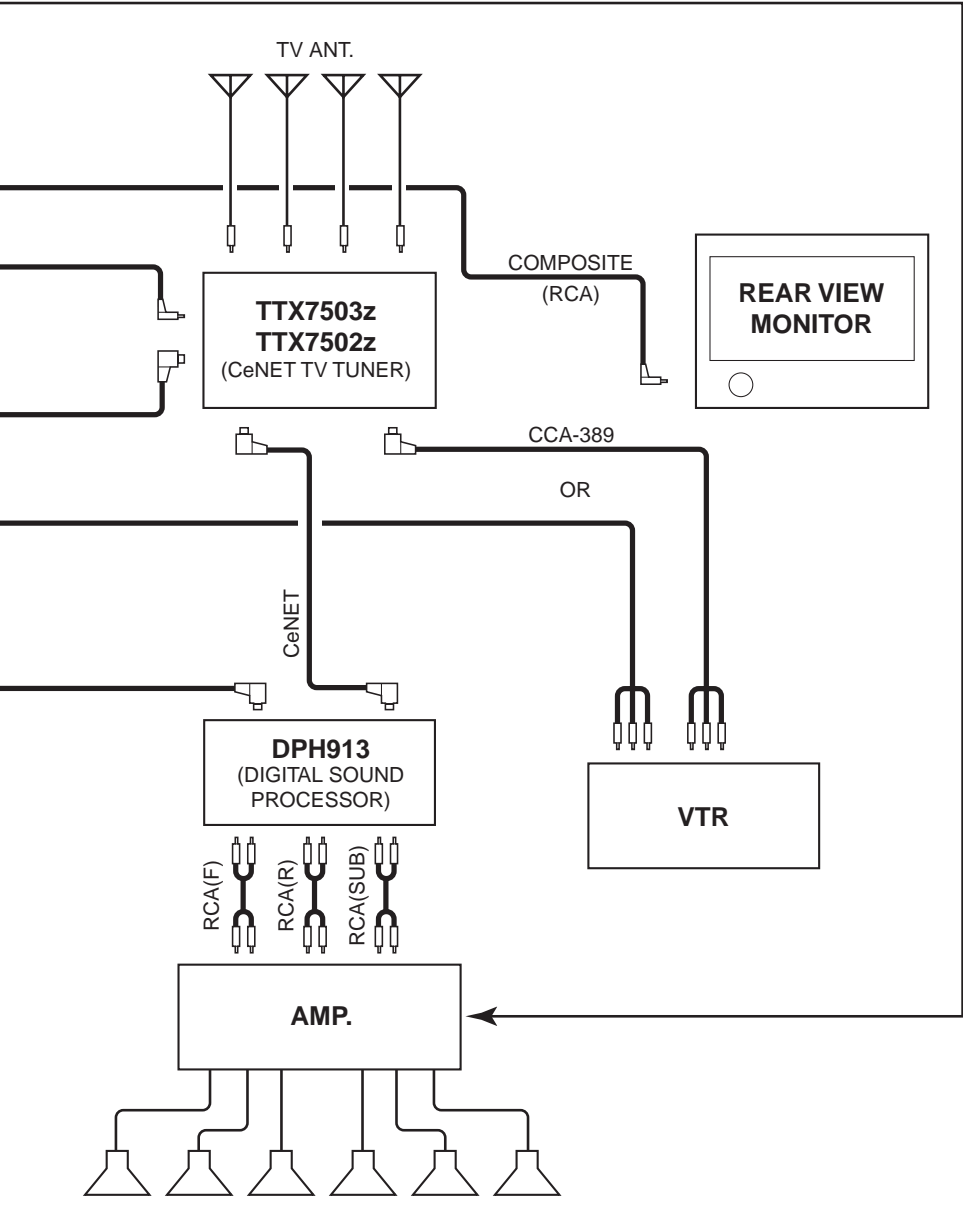 TV ANT.
COMPOSITE
(RCA)
REAR VIEW
MONITOR
TTX7503z
TTX7502z
(CeNET TV TUNER)
CCA-389
OR
CeNET
DPH913
(DIGITAL SOUND
PROCESSOR)
VTR
RCA(F)
RCA(R)
RCA(SUB)
AMP.